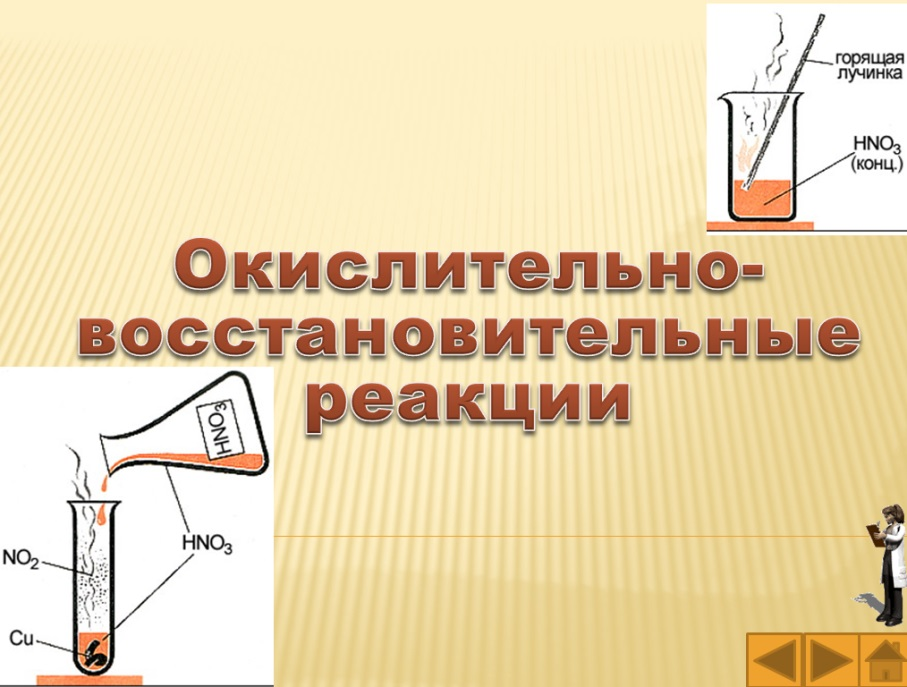 горящая
лучинка
HNO₃
(конц.)
Окислительно-
восстановительные
реакции
HNO₃
HNO₃
NO₂
Cu